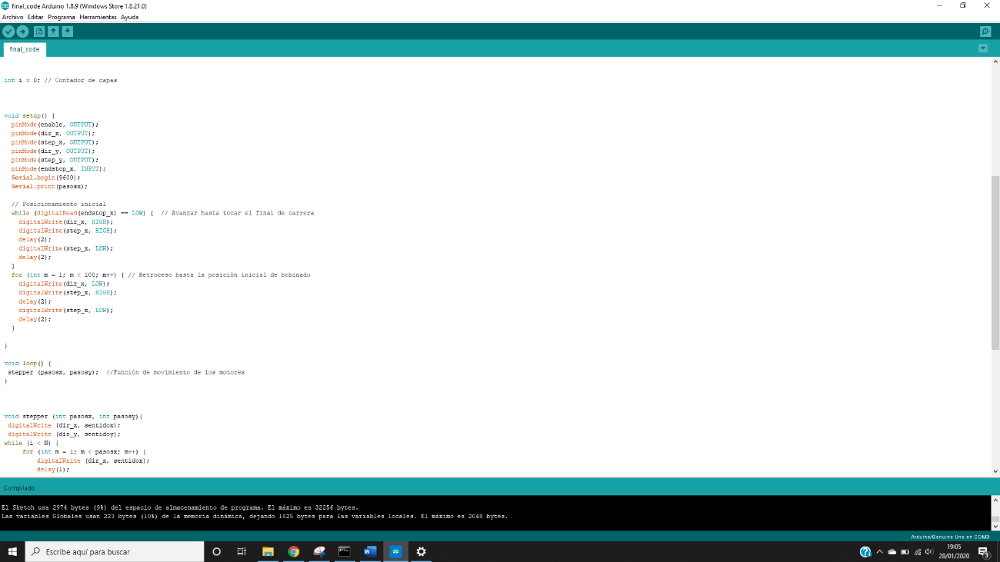 final_code Arduino 1.8.9 (Windows Store 1.8.21.0)
Archivo Editar Programa Herramientas Ayuda
final_code
int i = 0; // Contador de capas
void setup() {
pinMode(enable, OUTPUT);
pinMode(dir_x, OUTPUT);
pinMode(step_x, OUTPUT);
pinMode(dir_y, OUTPUT);
pinMode(step_y, OUTPUT);
pinMode(endstop_x, INPUT);
Serial.begin(9600);
Serial.print(pasosx);
// Posicionamiento inicial
while (digitalRead(endstop_x) == LOW) { // Avanzar hasta tocar el final de carrera
digitalWrite(dir_x, HIGH);
digitalWrite(step_x, HIGH);
delay(2);
digitalWrite(step_x, LOW);
delay(2);
}
for (int m = 1; m < 100; m++) { // Retroceso hasta la posición inicial de bobinado
digitalWrite(dir_x, LOW);
digitalWrite(step_x, HIGH);
delay(2);
digitalWrite(step_x, LOW);
delay(2);
}
}
void loop() {
stepper (pasosx, pasosy); //Función de movimiento de los motores
}
void stepper (int pasosx, int pasosy){
digitalWrite (dir_x, sentidox);
digitalWrite (dir_y, sentidoy);
while (i < N) {
for (int m = 1; m < pasosx; m++) {
digitalWrite (dir_x, sentidox);
delay(1);
Compilado
El Sketch usa 2974 bytes (9%) del espacio de almacenamiento de programa. El máximo es 32256 bytes.
Las variables Globales usan 223 bytes (10%) de la memoria dinámica, dejando 1825 bytes para las variables locales. El máximo es 2048 bytes.
Arduino/Genuino Uno en COM3
Escribe aquí para buscar
19:05
28/01/2020
3